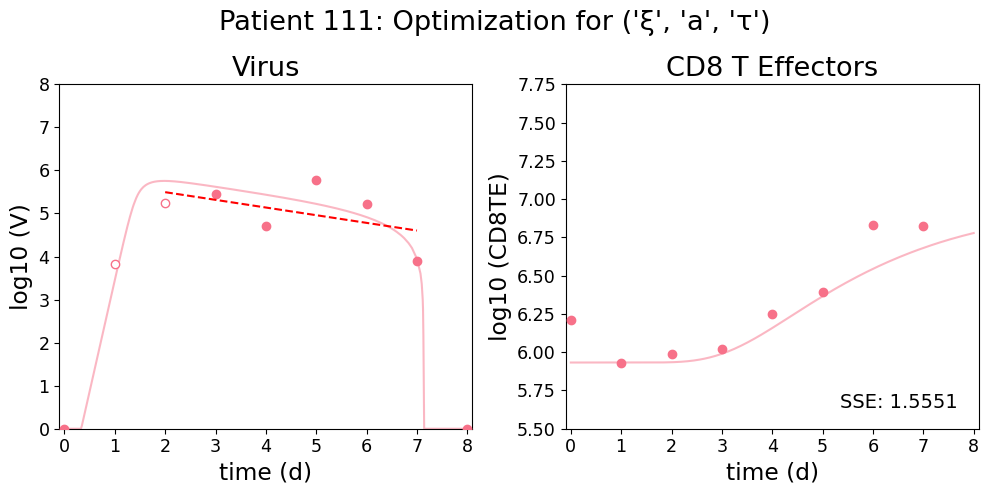 Patient 111: Optimization for ('ξ', 'a', 'τ')
Virus
CD8 T Effectors
log10 (V)
8
7
6
5
4
3
2
1
0
0 1 2 3 4 5 6 7 8
time (d)
log10 (CD8TE)
7.75
7.50
7.25
7.00
6.75
6.50
6.25
6.00
5.75
5.50
SSE: 1.5551
0 1 2 3 4 5 6 7 8
time (d)